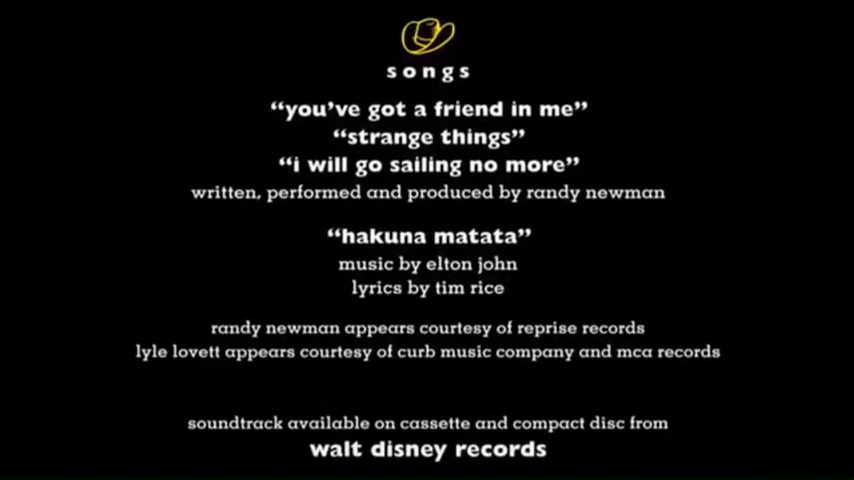 songs
“you’ve got a friend in me”
“strange things”
“i will go sailing no more”
written, performed and produced by randy newman
“hakuna matata”
music by elton john
lyrics by tim rice
randy newman appears courtesy of reprise records
lyle lovett appears courtesy of curb music company and mca records
soundtrack available on cassette and compact disc from
walt disney records